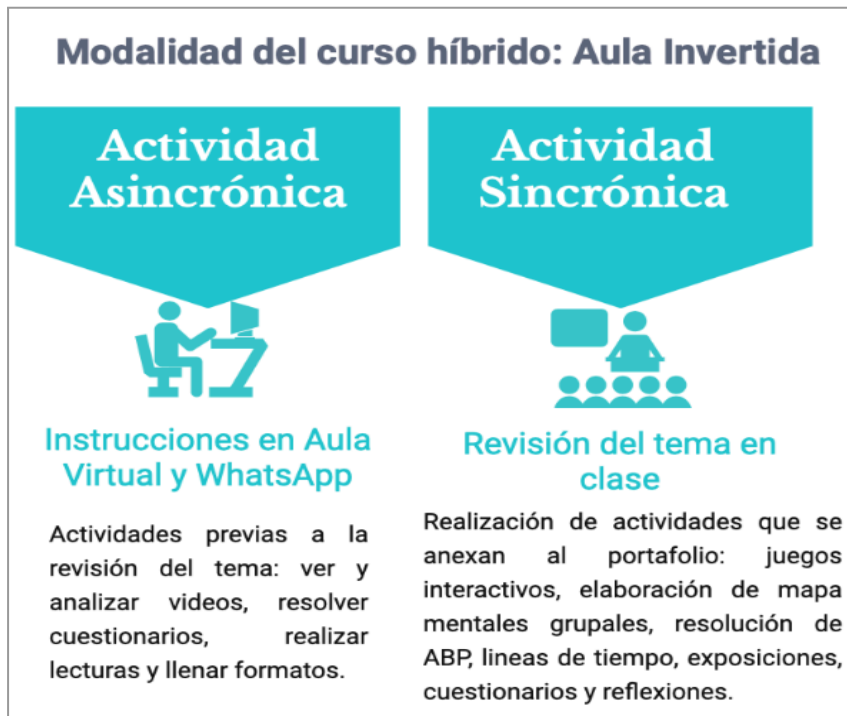 Modalidad del curso híbrido: Aula Invertida
Actividad
Asincrónica
Instrucciones en Aula
Virtual y WhatsApp
Actividades previas a la
revisión del tema: ver y
analizar videos, resolver
cuestionarios, realizar
lecturas y llenar formatos.
Actividad
Sincrónica
Revisión del tema en
clase
Realización de actividades que se
anexan al portafolio: juegos
interactivos, elaboración de mapa
mentales grupales, resolución de
ABP, lineas de tiempo, exposiciones,
cuestionarios y reflexiones.